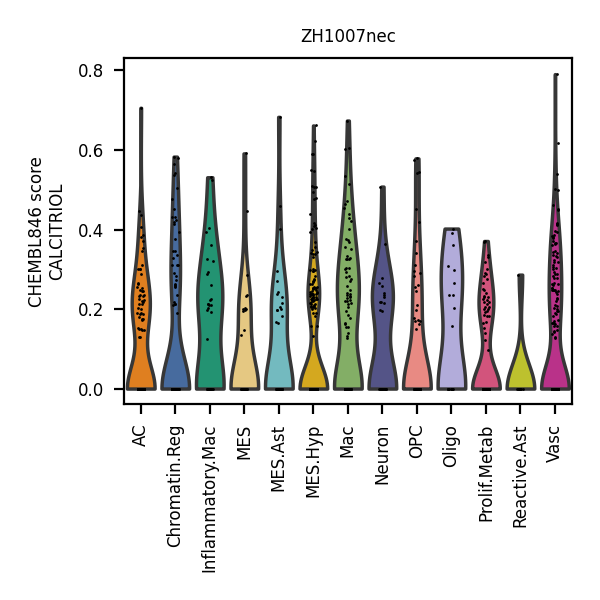 ZH1007nec
CHEMBL846 score
CALCITRIOL
0.8
0.6
0.4
0.2
0.0
AC
Chromatin.Reg
Inflammatory.Mac
MES
MES.Ast
MES.Hyp
Mac
Neuron
OPC
Oligo
Prolif.Metab
Reactive.Ast
Vasc